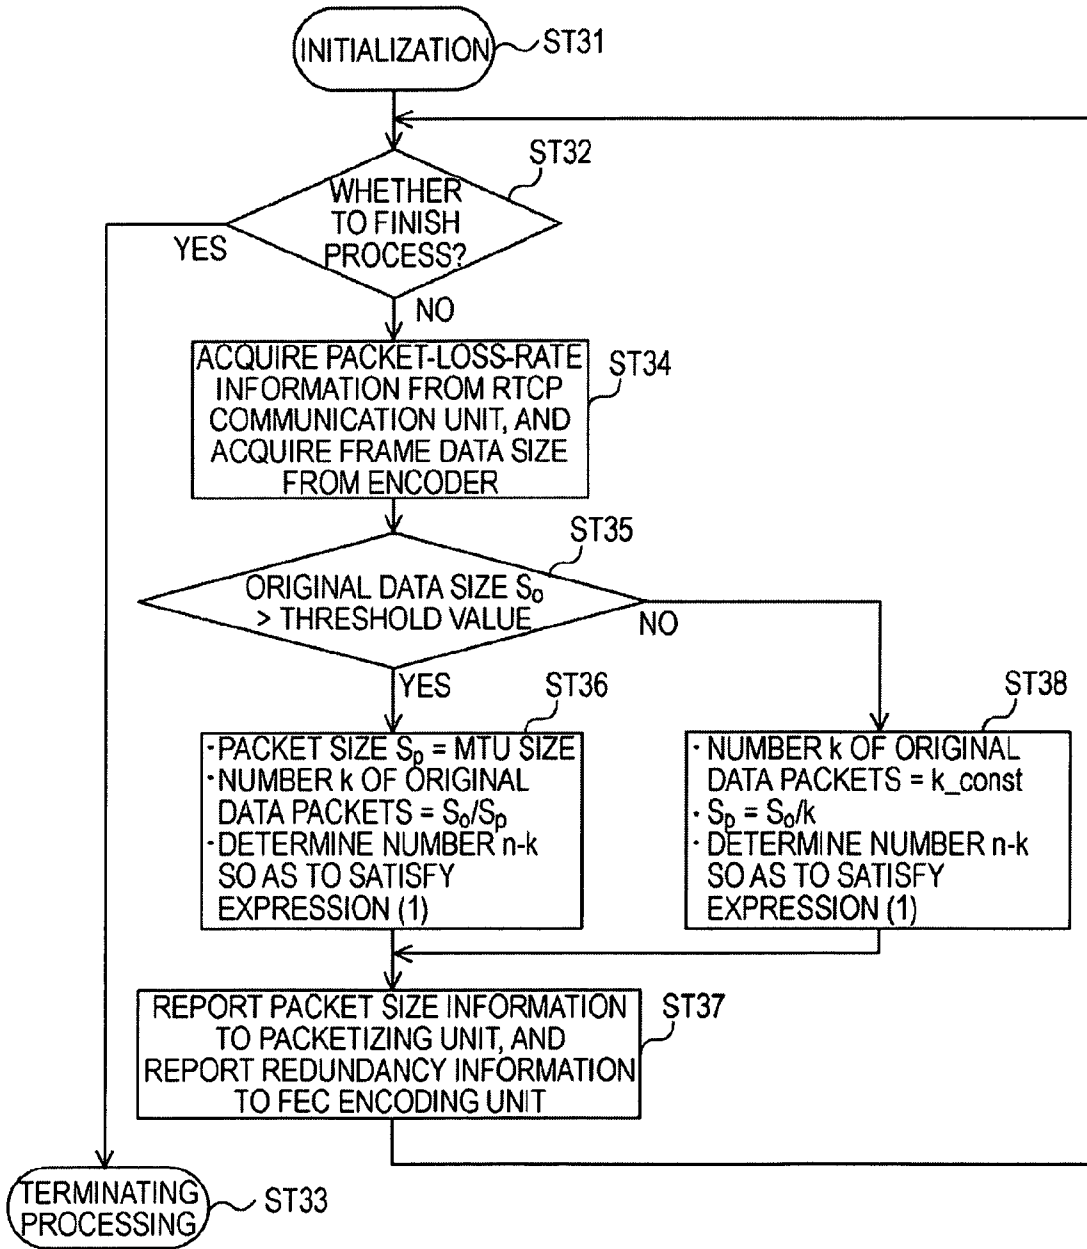 INITIALIZATION
ST31
ST32
WHETHER
TO FINISH
PROCESS?
YES
NO
ACQUIRE PACKET-LOSS-RATE
INFORMATION FROM RTCP
COMMUNICATION UNIT, AND
ACQUIRE FRAME DATA SIZE
FROM ENCODER
ST34
ST35
ORIGINAL DATA SIZE So
> THRESHOLD VALUE
NO
YES
ST36
· PACKET SIZE Sp = MTU SIZE
· NUMBER k OF ORIGINAL
DATA PACKETS = So/Sp
· DETERMINE NUMBER n-k
SO AS TO SATISFY
EXPRESSION (1)
ST38
· NUMBER k OF ORIGINAL
DATA PACKETS = k_const
· Sp = So/k
· DETERMINE NUMBER n-k
SO AS TO SATISFY
EXPRESSION (1)
REPORT PACKET SIZE INFORMATION
TO PACKETIZING UNIT, AND
REPORT REDUNDANCY INFORMATION
TO FEC ENCODING UNIT
ST37
TERMINATING
PROCESSING
ST33